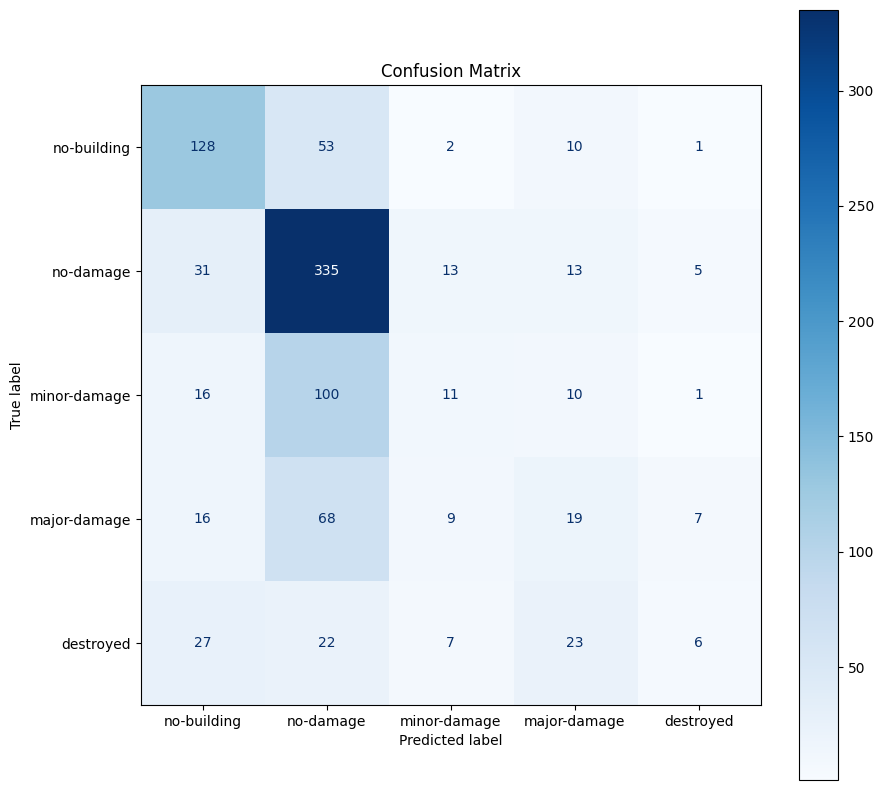 Confusion Matrix
True label
no-building 128 53 2 10 1
no-damage 31 335 13 13 5
minor-damage 16 100 11 10 1
major-damage 16 68 9 19 7
destroyed 27 22 7 23 6
no-building no-damage minor-damage major-damage destroyed
Predicted label
300
250
200
150
100
50